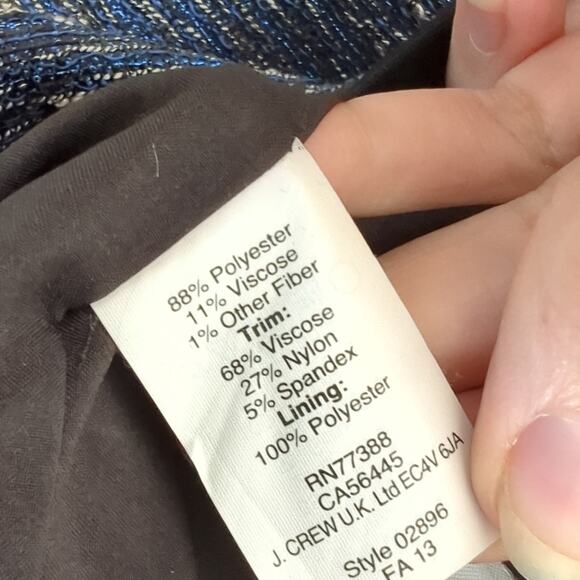 88% Polyester
11% Viscose
1% Other Fiber
Trim:
68% Viscose
27% Nylon
5% Spandex
Lining:
100% Polyester
RN77388
CA56445
J. CREW U.K. Ltd EC4V 6JA
Style 02896
FA 13